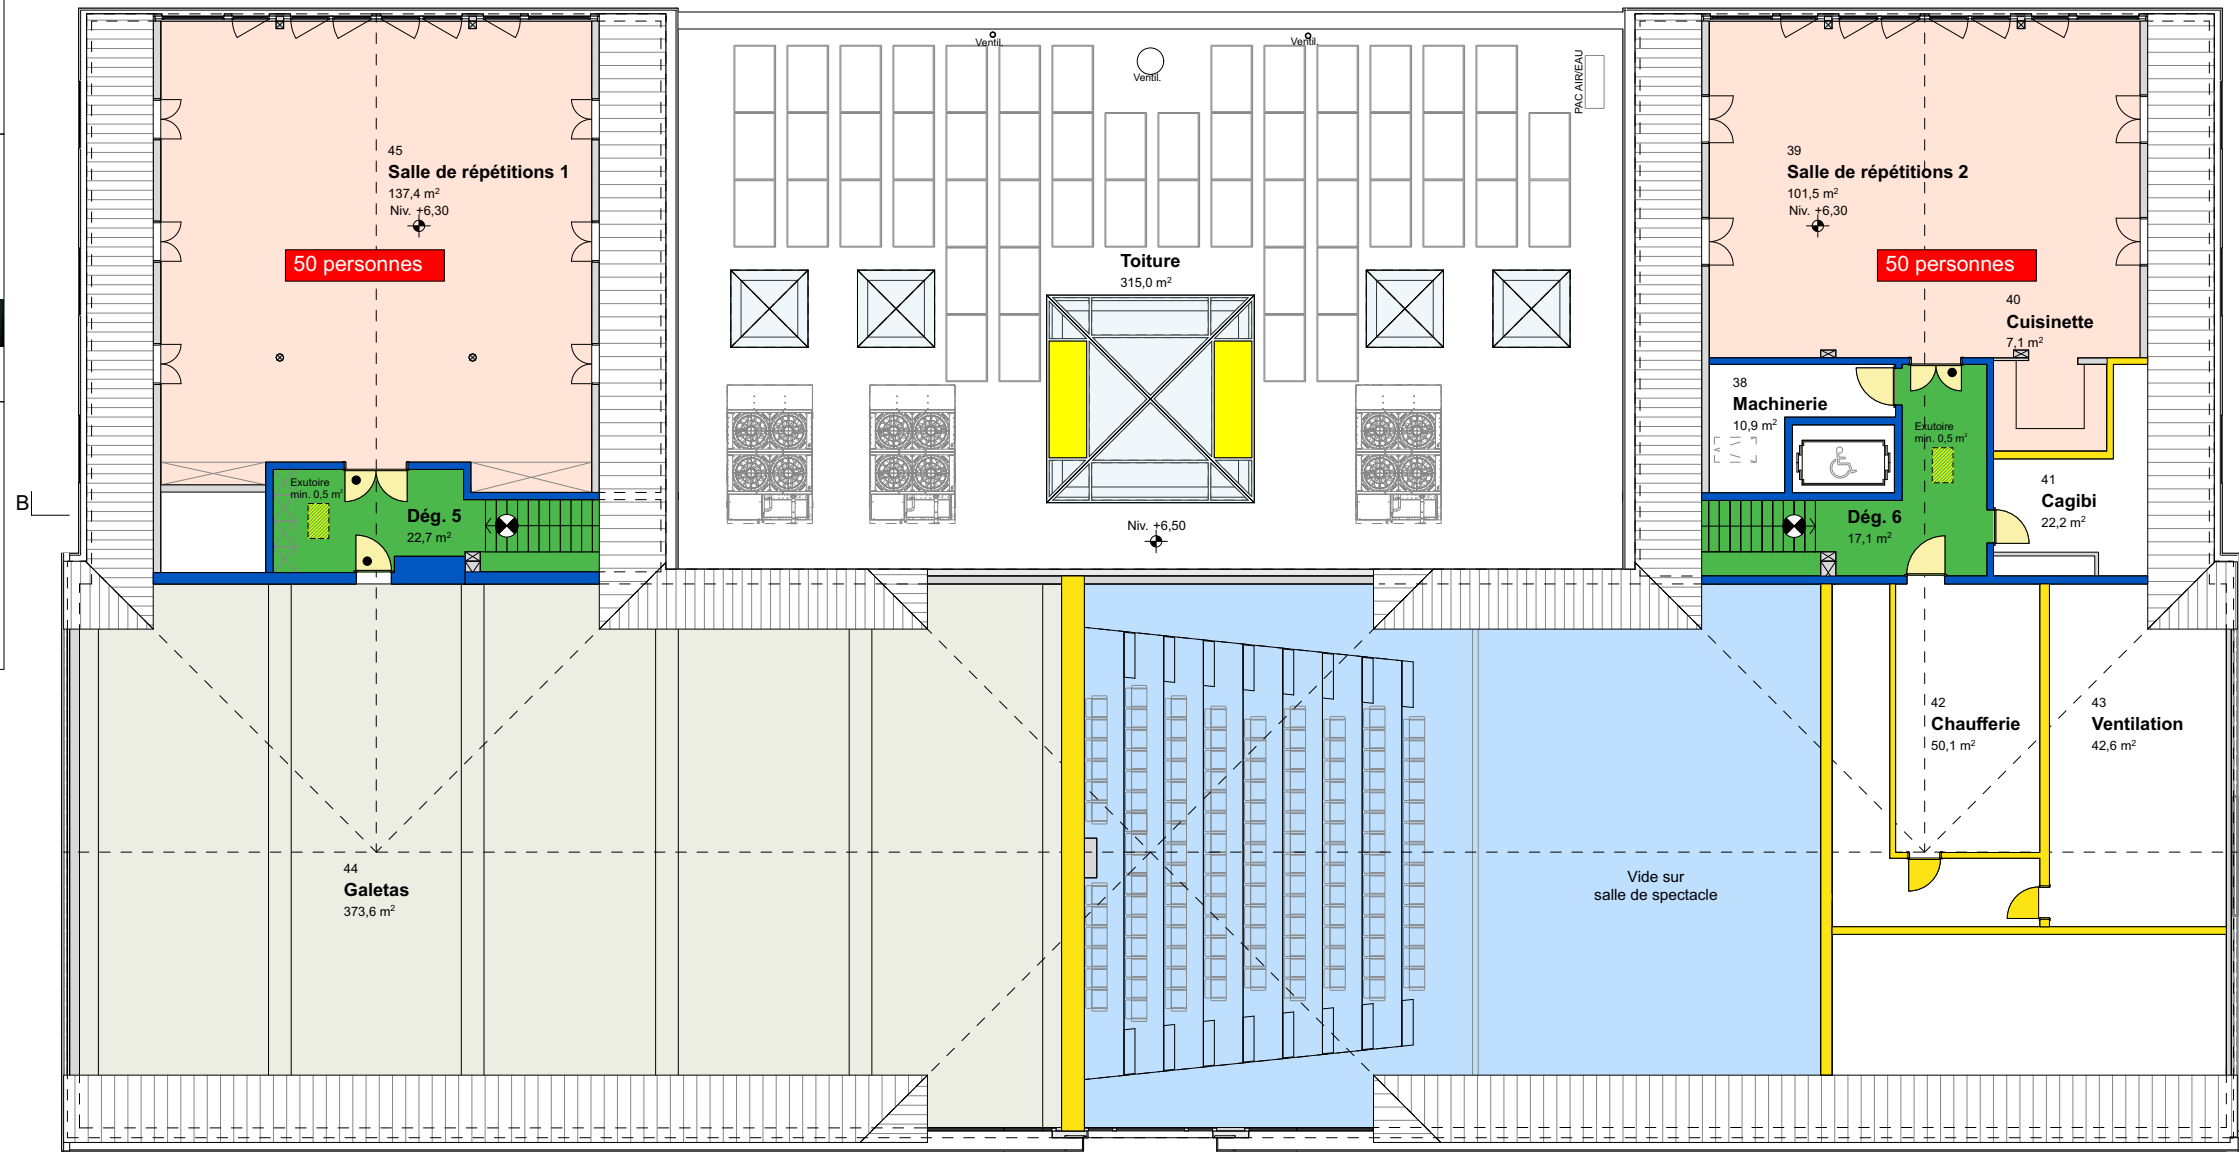 Ventil.
Ventil.
Ventil.
PAC AIR/EAU
45
Salle de répétitions 1
137,4 m²
Niv. +6,30
50 personnes
39
Salle de répétitions 2
101,5 m²
Niv. +6,30
50 personnes
Toiture
315,0 m²
40
Cuisinette
7,1 m²
38
Machinerie
10,9 m²
Exutoire
min. 0,5 m²
Exutoire
min. 0,5 m²
41
Cagibi
22,2 m²
B
Dég. 5
22,7 m²
Niv. +6,50
Dég. 6
17,1 m²
42
Chaufferie
50,1 m²
43
Ventilation
42,6 m²
44
Galetas
373,6 m²
Vide sur
salle de spectacle